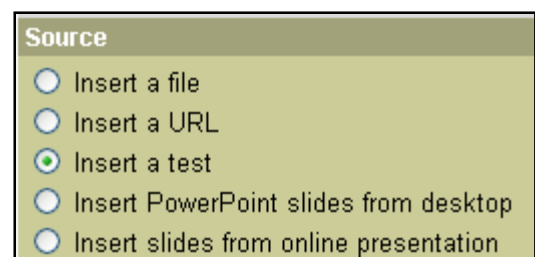 Source
Insert a file
Insert a URL
Insert a test
Insert PowerPoint slides from desktop
Insert slides from online presentation